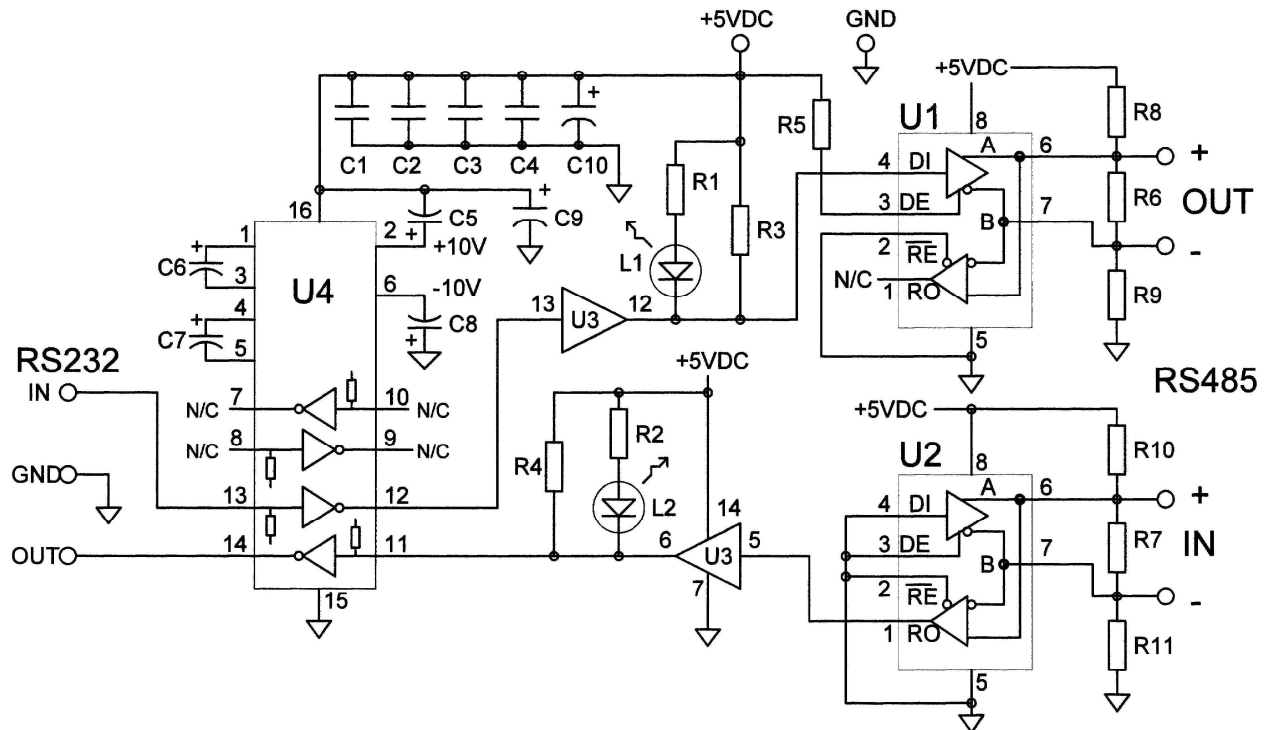 +5VDC
GND
+5VDC
R8
U1
8
A
6
+
R5
4
DI
R6
OUT
3
DE
7
B
-
2
RE
R9
N/C
1
RO
5
C1
C2
C3
C4
+
C10
R1
R3
L1
16
+
C5
C9
1
2
+
+10V
+
C6
3
U4
6
-10V
4
+
C8
+
C7
5
13
U3
12
RS232
IN
+5VDC
RS485
N/C
7
10
N/C
N/C
8
9
N/C
R4
R2
L2
GND
13
12
OUT
14
11
6
14
U3
5
7
15
+5VDC
R10
U2
8
A
6
+
4
DI
R7
IN
3
DE
7
B
-
2
RE
R11
1
RO
5